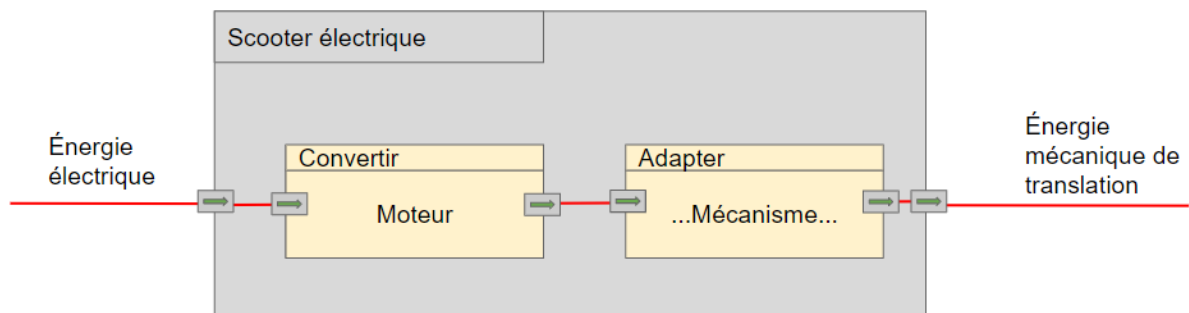 Scooter électrique
Énergie
électrique
Convertir
Moteur
Adapter
...Mécanisme...
Énergie
mécanique de
translation